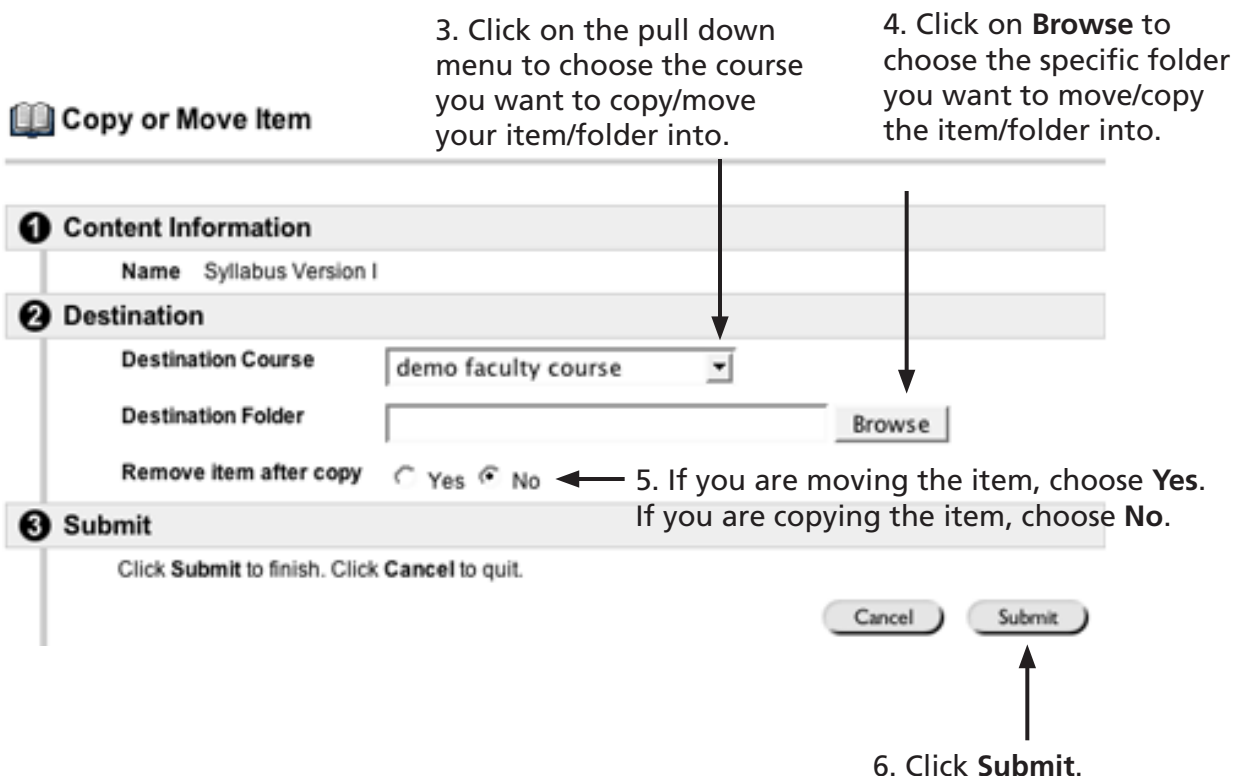 3. Click on the pull down
menu to choose the course
you want to copy/move
your item/folder into.
4. Click on Browse to
choose the specific folder
you want to move/copy
the item/folder into.
Copy or Move Item
1 Content Information
Name Syllabus Version I
2 Destination
Destination Course demo faculty course
Destination Folder Browse
Remove item after copy Yes No
5. If you are moving the item, choose Yes.
If you are copying the item, choose No.
3 Submit
Click Submit to finish. Click Cancel to quit.
Cancel Submit
6. Click Submit.